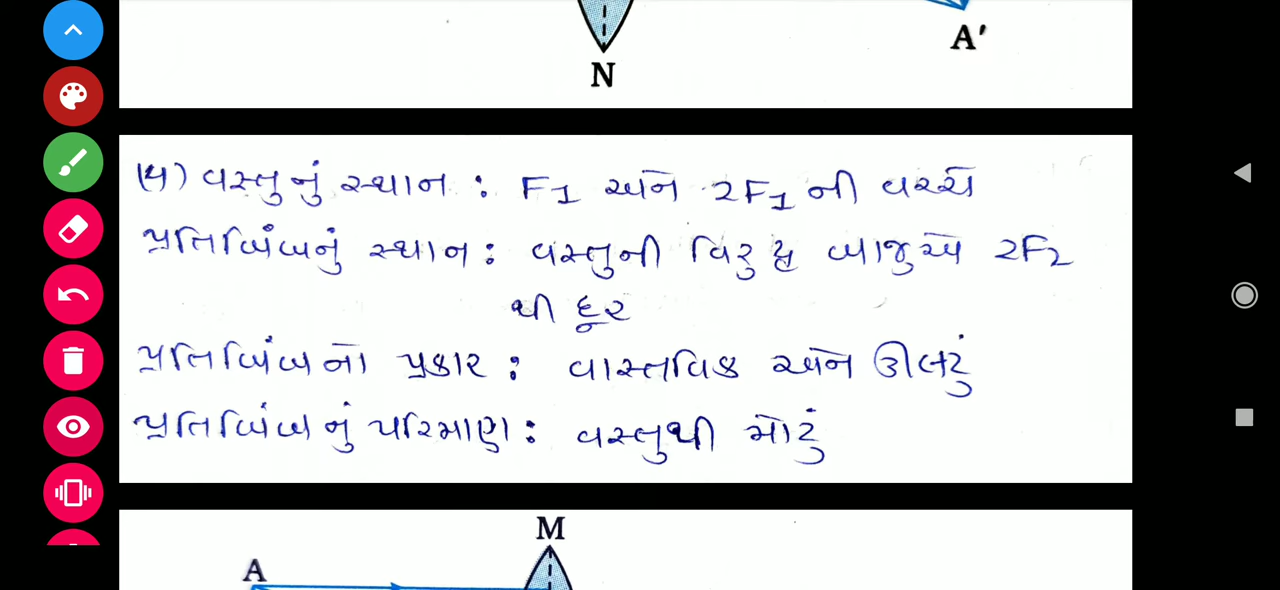 A'
N
(૫) વસ્તુનું સ્થાન : F1 અને 2F1 ની વચ્ચે
પ્રતિબિંબનું સ્થાન : વસ્તુની વિરુદ્ધ બાજુએ 2F2
થી દૂર
પ્રતિબિંબનો પ્રકાર : વાસ્તવિક અને ઊલટું
પ્રતિબિંબનું પરિમાણ : વસ્તુથી મોટું
M
A